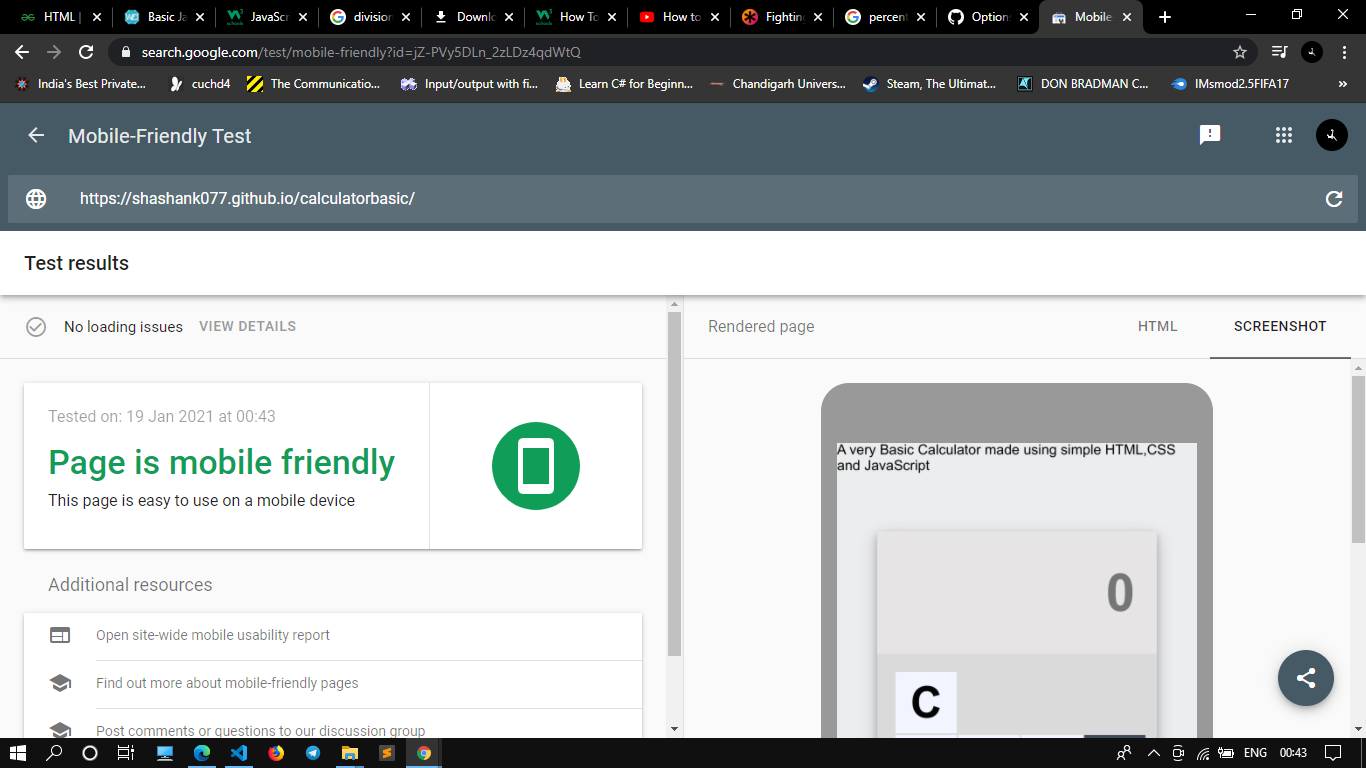 HTML |
Basic Ja
JavaScri
division
Downlo
How To
How to
Fighting
percent
Option
Mobile-
search.google.com/test/mobile-friendly?id=jZ-PVy5DLn_2zLDz4qdWtQ
India's Best Private...
cuchd4
The Communicatio...
Input/output with fi...
Learn C# for Beginn...
Chandigarh Univers...
Steam, The Ultimat...
DON BRADMAN C...
IMsmod2.5FIFA17
»
Mobile-Friendly Test
https://shashank077.github.io/calculatorbasic/
Test results
No loading issues VIEW DETAILS
Rendered page HTML SCREENSHOT
Tested on: 19 Jan 2021 at 00:43
Page is mobile friendly
This page is easy to use on a mobile device
Additional resources
Open site-wide mobile usability report
Find out more about mobile-friendly pages
Post comments or questions to our discussion group
A very Basic Calculator made using simple HTML,CSS
and JavaScript
0
C
ENG 00:43